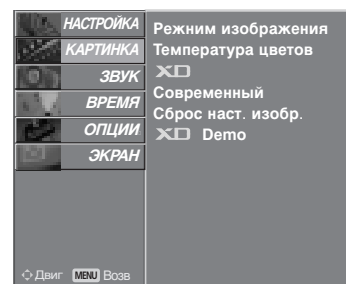 НАСТРОЙКА
КАРТИНКА
ЗВУК
ВРЕМЯ
ОПЦИИ
ЭКРАН
Режним изображения
Температура цветов
XD
Современный
Сброс наст. изобр.
XD Demo
Двиг MENU Возв